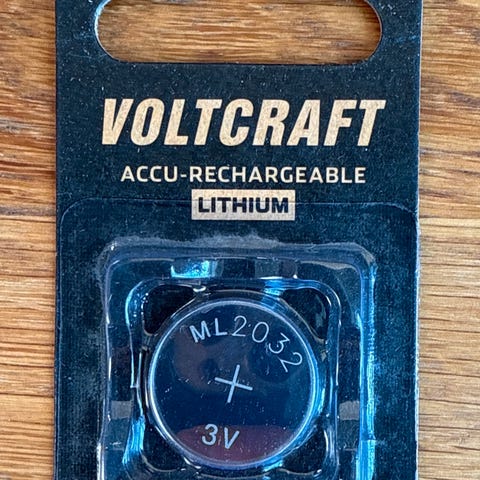 VOLTCRAFT
ACCU-RECHARGEABLE
LITHIUM
ML2032
+
3V